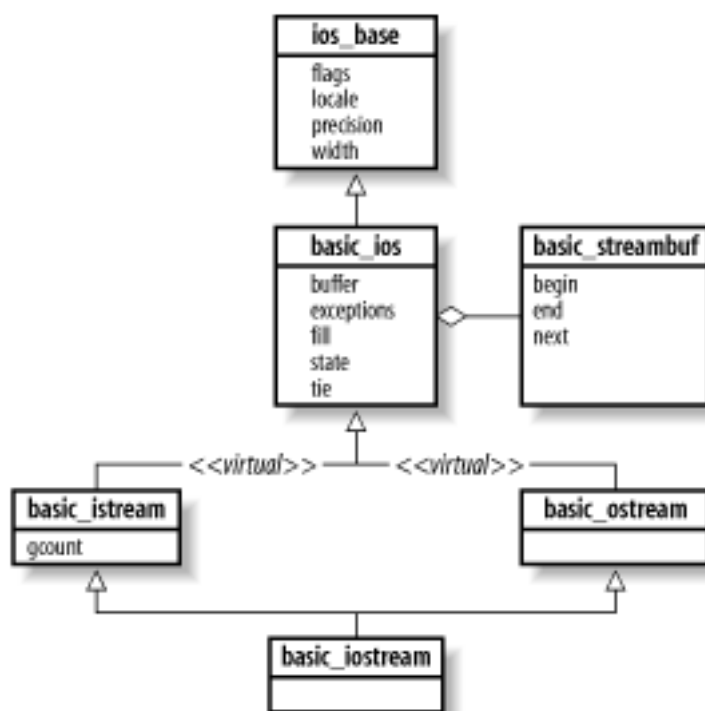 ios_base
flags
locale
precision
width
basic_ios
buffer
exceptions
fill
state
tie
basic_streambuf
begin
end
next
<<virtual>>
<<virtual>>
basic_istream
gcount
basic_ostream
basic_iostream